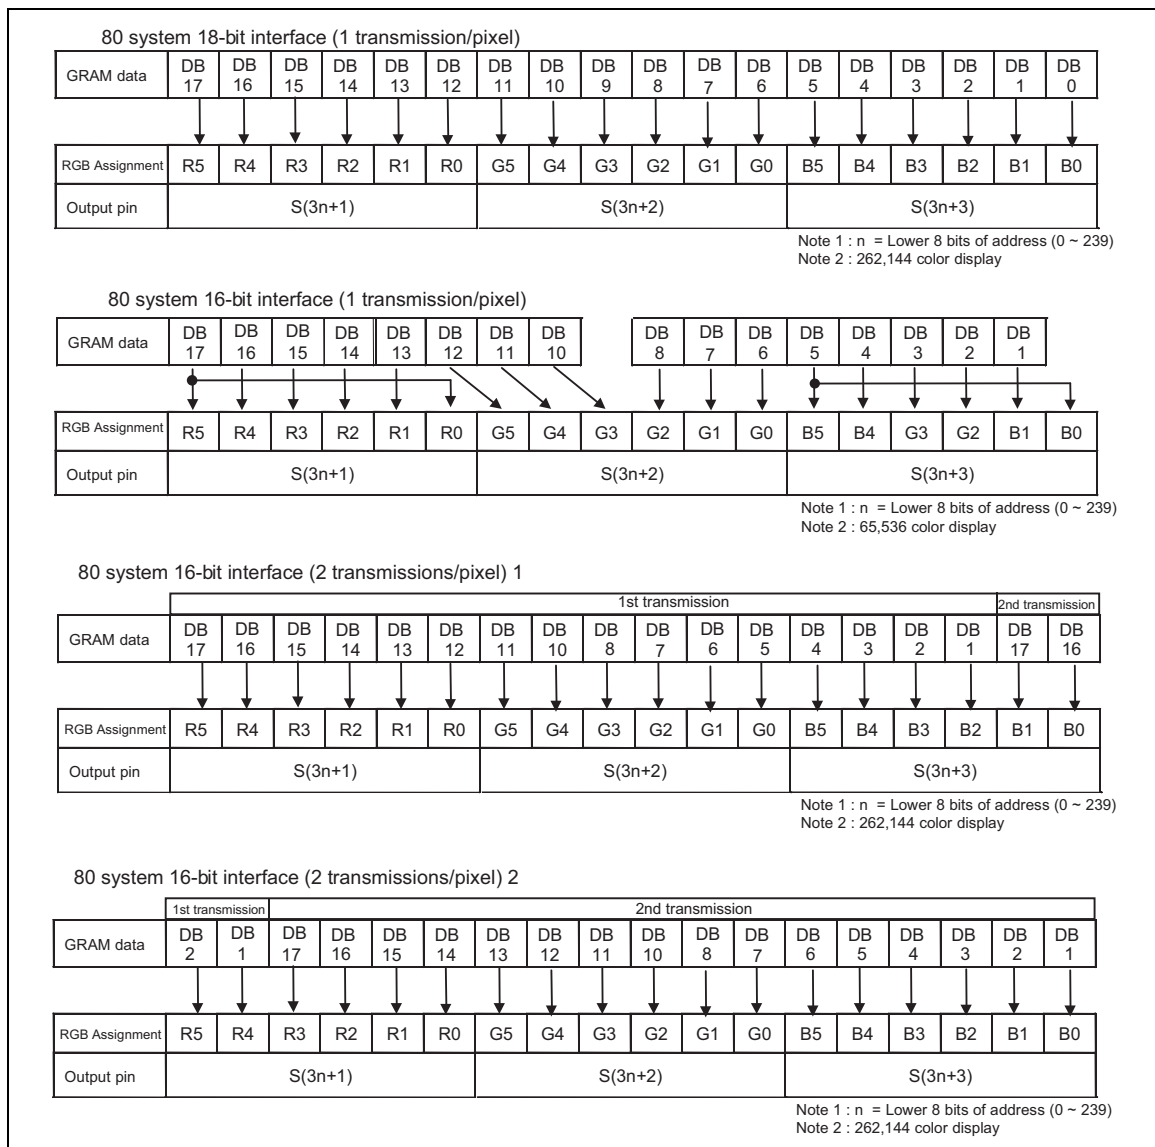 80 system 18-bit interface (1 transmission/pixel)
GRAM data DB 17 DB 16 DB 15 DB 14 DB 13 DB 12 DB 11 DB 10 DB 9 DB 8 DB 7 DB 6 DB 5 DB 4 DB 3 DB 2 DB 1 DB 0
RGB Assignment R5 R4 R3 R2 R1 R0 G5 G4 G3 G2 G1 G0 B5 B4 B3 B2 B1 B0
Output pin S(3n+1) S(3n+2) S(3n+3)
Note 1 : n = Lower 8 bits of address (0 ~ 239)
Note 2 : 262,144 color display
80 system 16-bit interface (1 transmission/pixel)
GRAM data DB 17 DB 16 DB 15 DB 14 DB 13 DB 12 DB 11 DB 10 DB 8 DB 7 DB 6 DB 5 DB 4 DB 3 DB 2 DB 1
RGB Assignment R5 R4 R3 R2 R1 R0 G5 G4 G3 G2 G1 G0 B5 B4 G3 G2 B1 B0
Output pin S(3n+1) S(3n+2) S(3n+3)
Note 1 : n = Lower 8 bits of address (0 ~ 239)
Note 2 : 65,536 color display
80 system 16-bit interface (2 transmissions/pixel) 1
1st transmission 2nd transmission
GRAM data DB 17 DB 16 DB 15 DB 14 DB 13 DB 12 DB 11 DB 10 DB 8 DB 7 DB 6 DB 5 DB 4 DB 3 DB 2 DB 1 DB 17 DB 16
RGB Assignment R5 R4 R3 R2 R1 R0 G5 G4 G3 G2 G1 G0 B5 B4 B3 B2 B1 B0
Output pin S(3n+1) S(3n+2) S(3n+3)
Note 1 : n = Lower 8 bits of address (0 ~ 239)
Note 2 : 262,144 color display
80 system 16-bit interface (2 transmissions/pixel) 2
1st transmission 2nd transmission
GRAM data DB 2 DB 1 DB 17 DB 16 DB 15 DB 14 DB 13 DB 12 DB 11 DB 10 DB 8 DB 7 DB 6 DB 5 DB 4 DB 3 DB 2 DB 1
RGB Assignment R5 R4 R3 R2 R1 R0 G5 G4 G3 G2 G1 G0 B5 B4 B3 B2 B1 B0
Output pin S(3n+1) S(3n+2) S(3n+3)
Note 1 : n = Lower 8 bits of address (0 ~ 239)
Note 2 : 262,144 color display